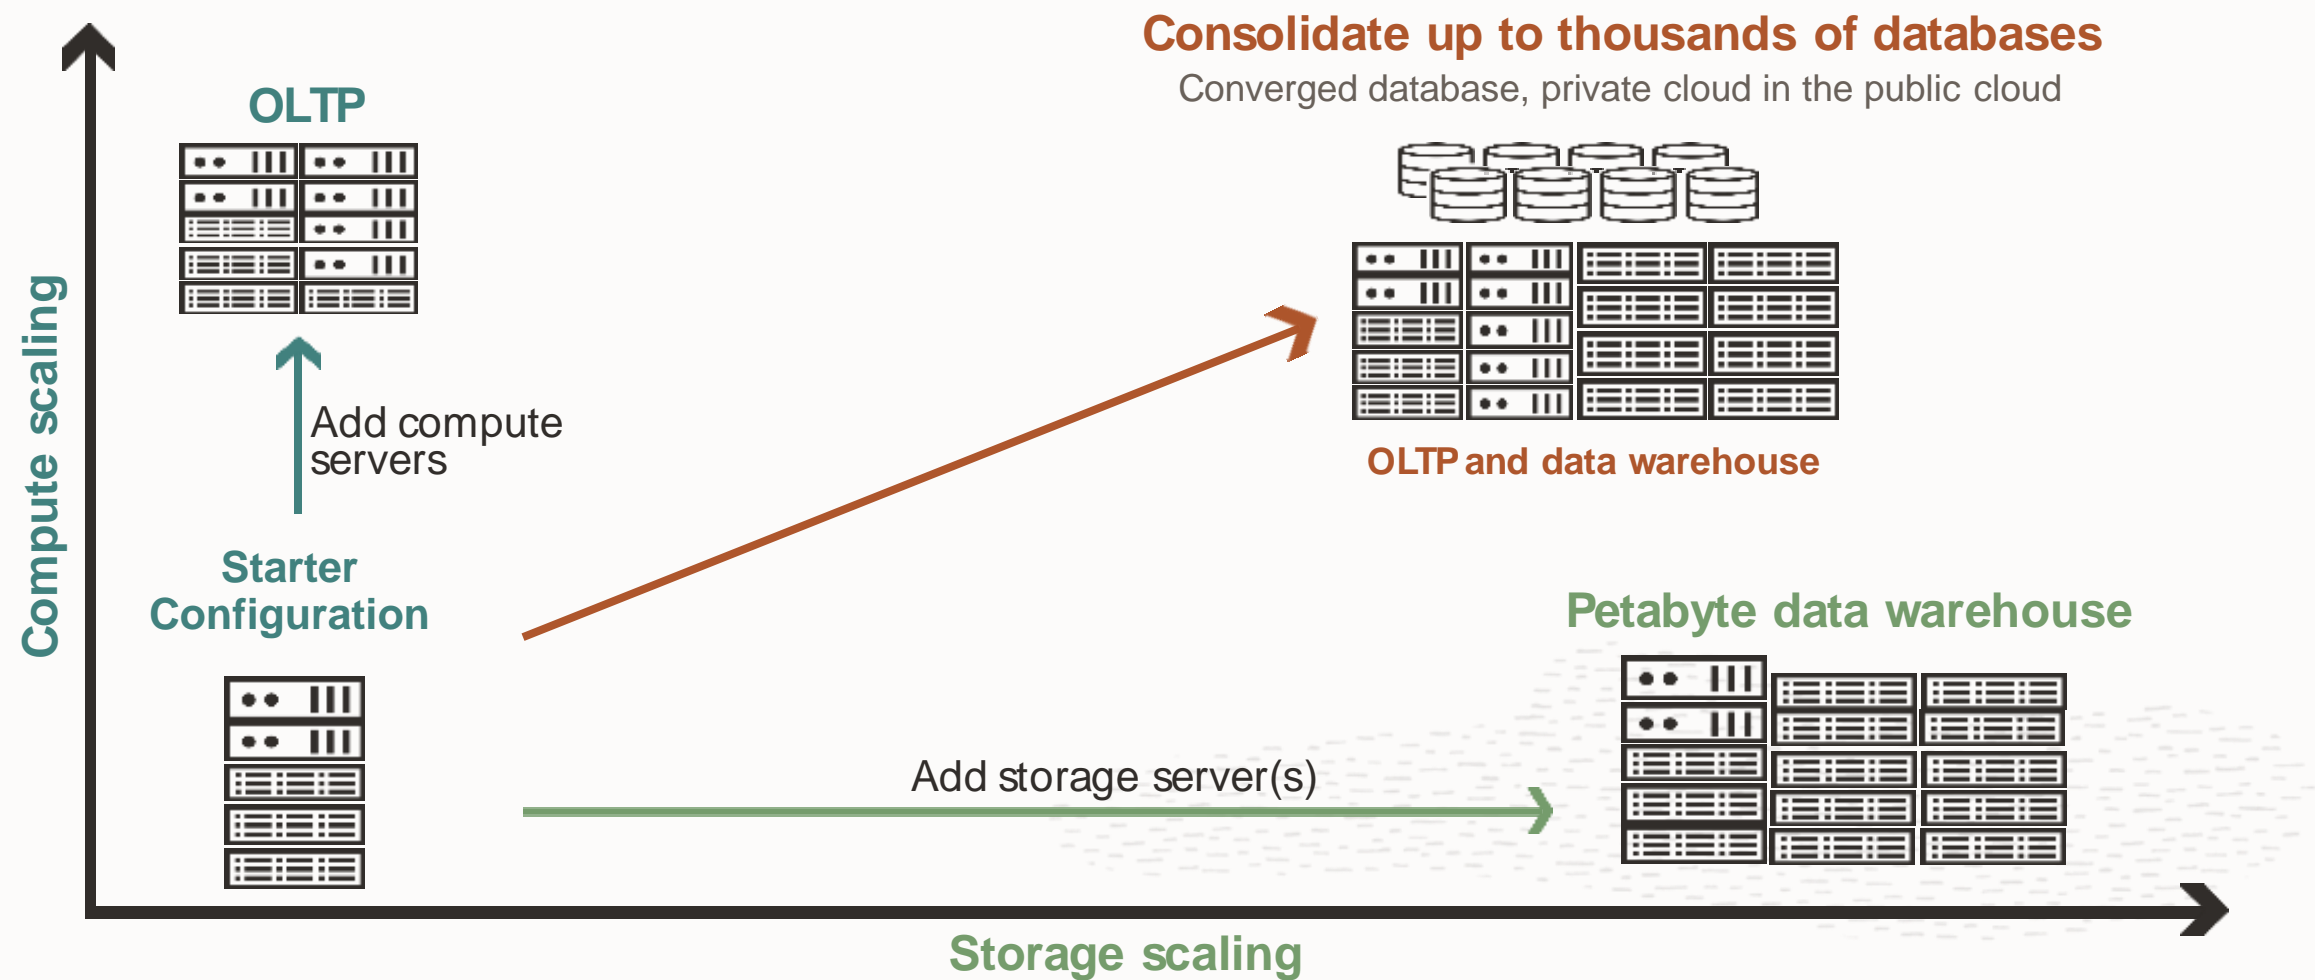 Consolidate up to thousands of databases
Converged database, private cloud in the public cloud
OLTP
Compute scaling
Add compute
servers
OLTP and data warehouse
Starter
Configuration
Petabyte data warehouse
Add storage server(s)
Storage scaling